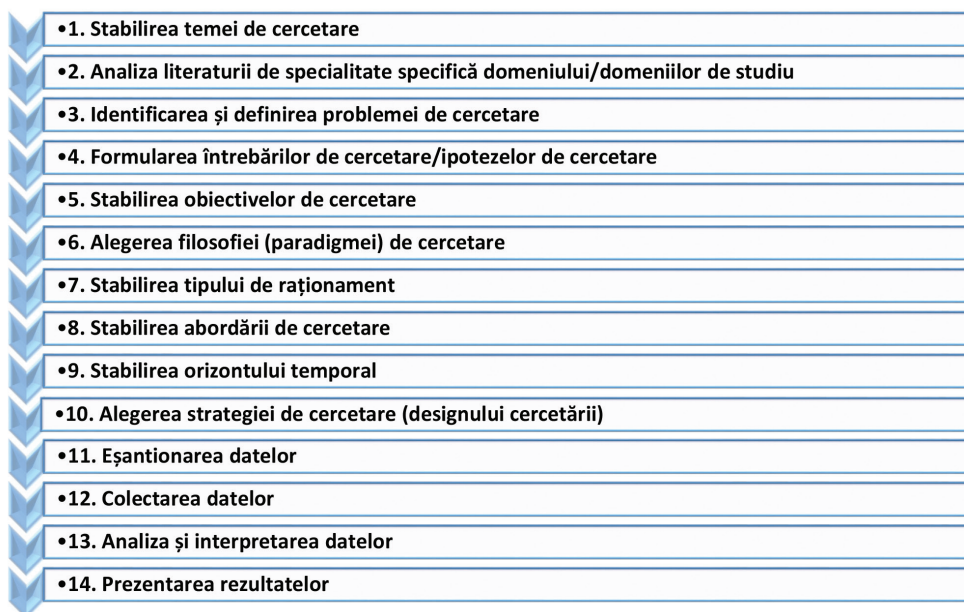 •1. Stabilirea temei de cercetare
•2. Analiza literaturii de specialitate specifică domeniului/domeniilor de studiu
•3. Identificarea și definirea problemei de cercetare
•4. Formularea întrebărilor de cercetare/ipotezelor de cercetare
•5. Stabilirea obiectivelor de cercetare
•6. Alegerea filosofiei (paradigmei) de cercetare
•7. Stabilirea tipului de raționament
•8. Stabilirea abordării de cercetare
•9. Stabilirea orizontului temporal
•10. Alegerea strategiei de cercetare (designului cercetării)
•11. Eșantionarea datelor
•12. Colectarea datelor
•13. Analiza și interpretarea datelor
•14. Prezentarea rezultatelor